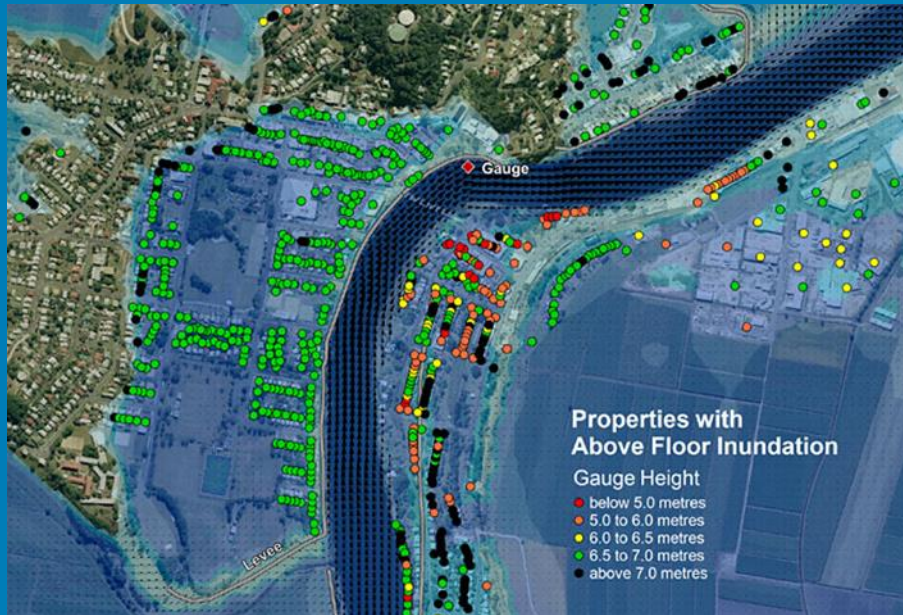 Gauge
Levee
Properties with
Above Floor Inundation
Gauge Height
below 5.0 metres
5.0 to 6.0 metres
6.0 to 6.5 metres
6.5 to 7.0 metres
above 7.0 metres